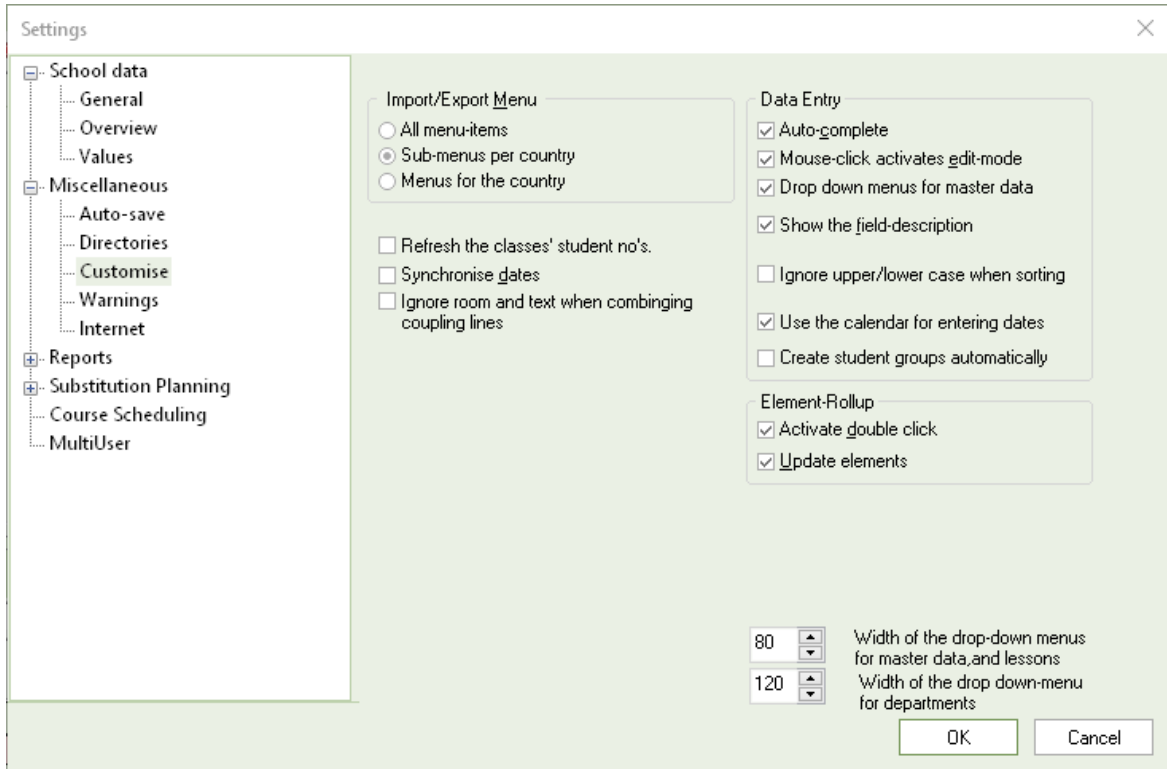 Settings
School data
General
Overview
Values
Miscellaneous
Auto-save
Directories
Customise
Warnings
Internet
Reports
Substitution Planning
Course Scheduling
MultiUser
Import/Export Menu
All menu-items
Sub-menus per country
Menus for the country
Refresh the classes' student no's.
Synchronise dates
Ignore room and text when combinging
coupling lines
Data Entry
Auto-complete
Mouse-click activates edit-mode
Drop down menus for master data
Show the field-description
Ignore upper/lower case when sorting
Use the calendar for entering dates
Create student groups automatically
Element-Rollup
Activate double click
Update elements
80 Width of the drop-down menus
for master data,and lessons
120 Width of the drop down-menu
for departments
OK Cancel